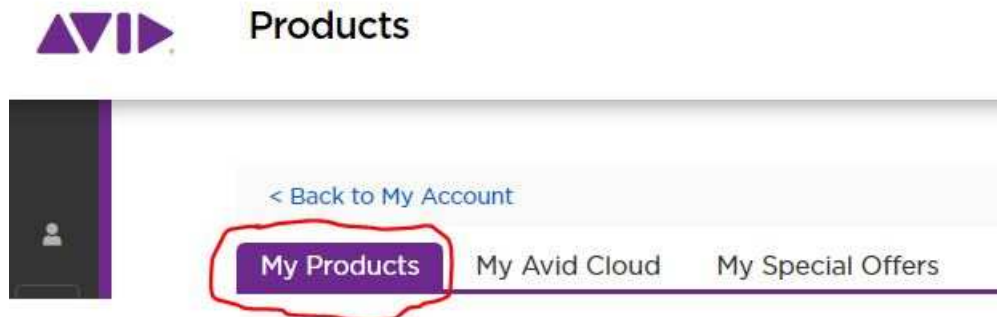 AVID
Products
< Back to My Account
My Products My Avid Cloud My Special Offers